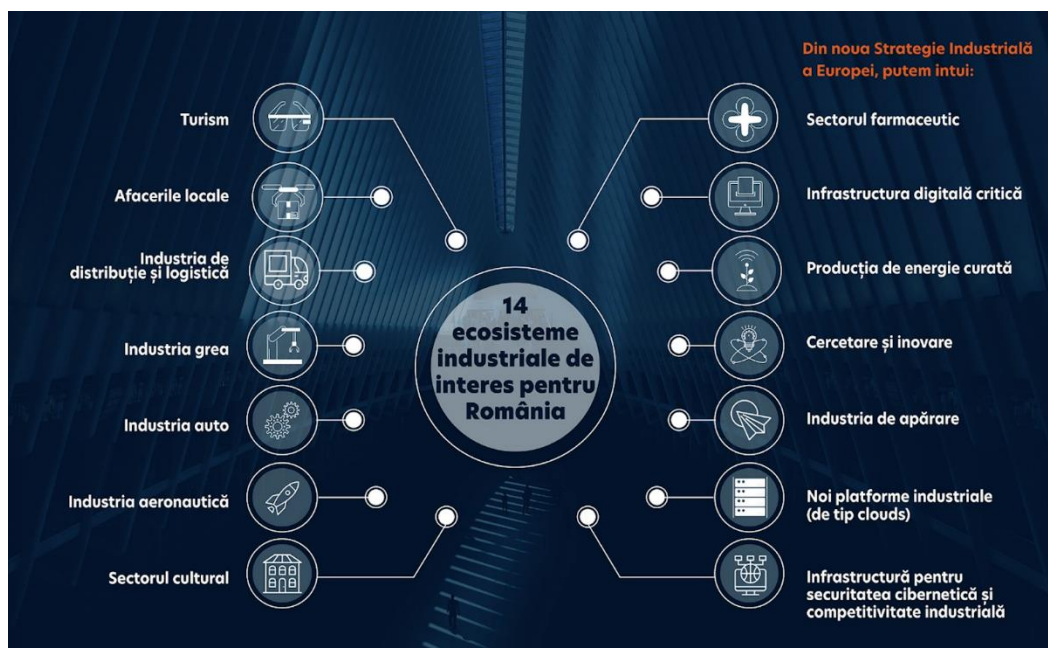 Din noua Strategie Industrială
a Europei, putem intui:
Turism
Afacerile locale
Industria de
distribuție și logistică
Industria grea
Industria auto
Industria aeronautică
Sectorul cultural
14
ecosisteme
industriale de
interes pentru
România
Sectorul farmaceutic
Infrastructura digitală critică
Producția de energie curată
Cercetare și inovare
Industria de apărare
Noi platforme industriale
(de tip clouds)
Infrastructură pentru
securitatea cibernetică și
competitivitate industrială